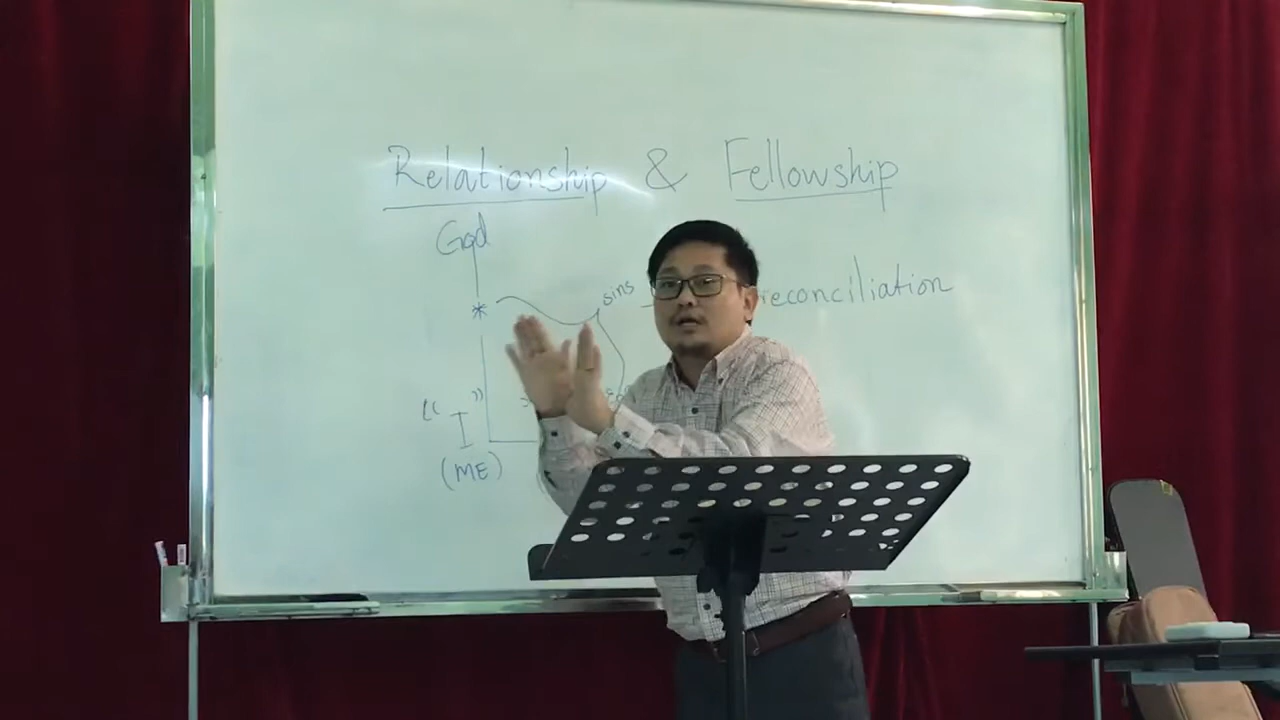 Relationship & Fellowship
God
*
sins
reconciliation
“ I ”
(ME)